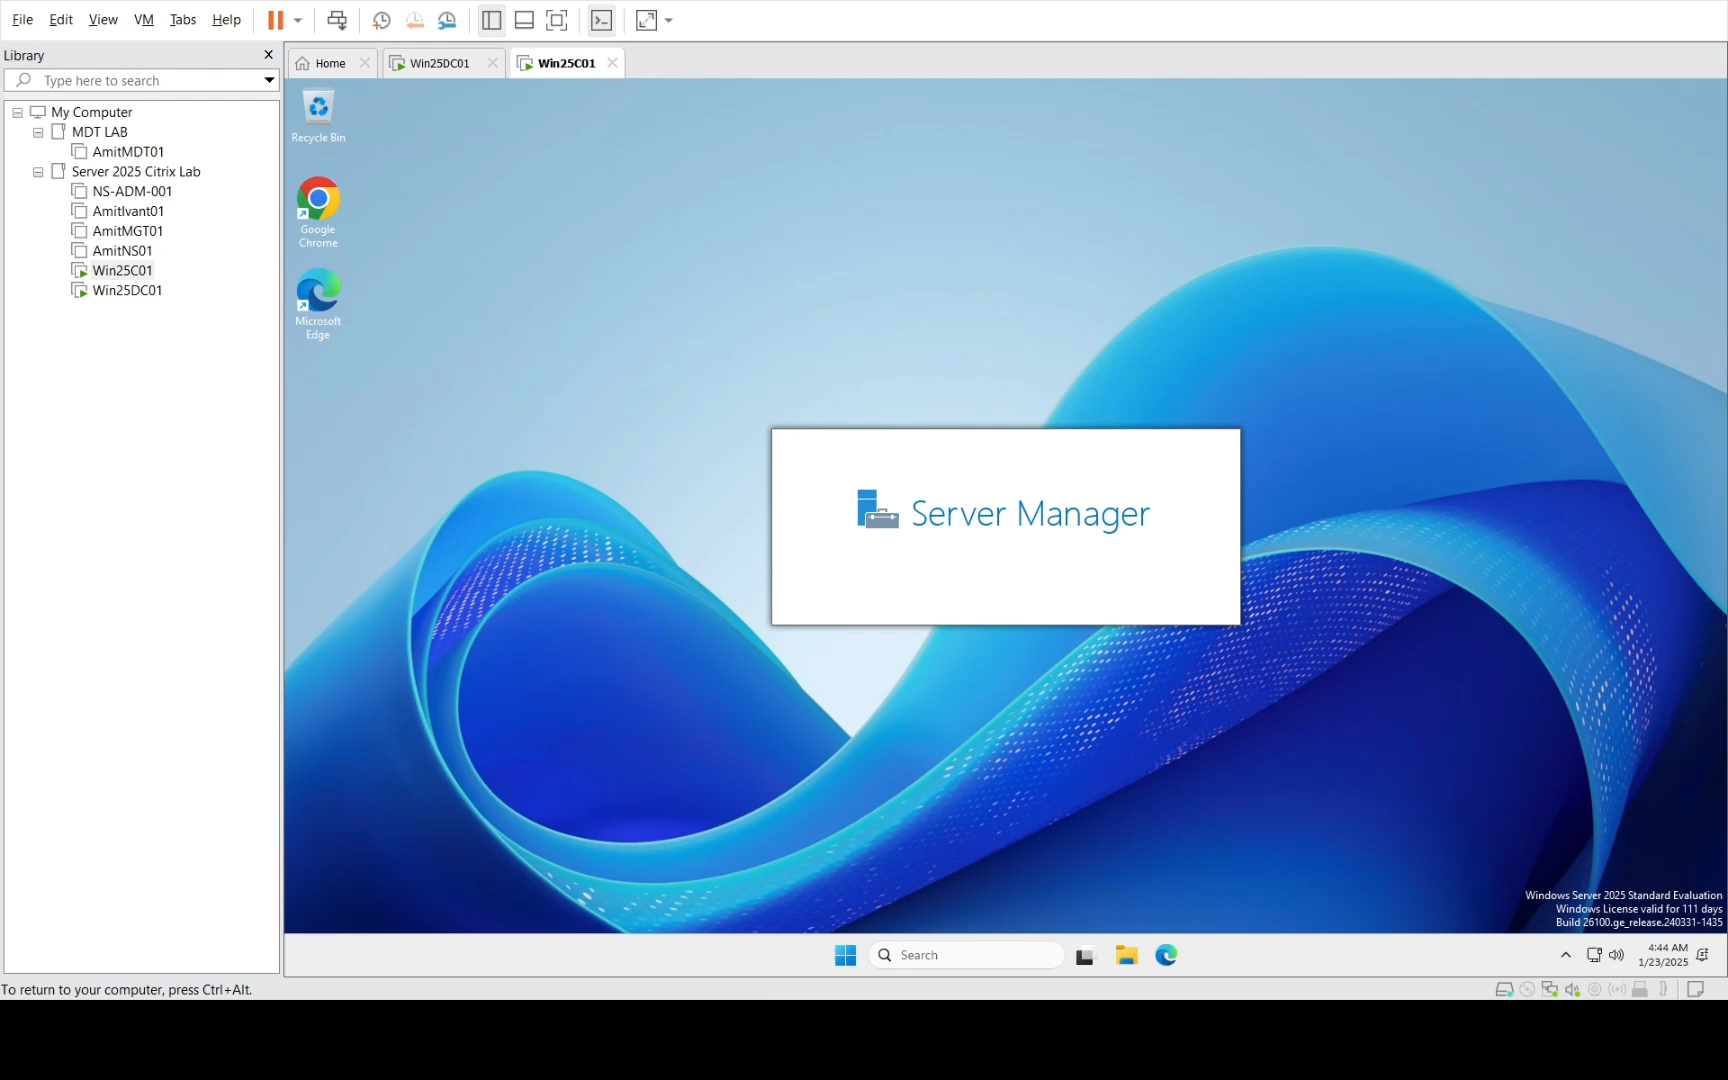 File Edit View VM Tabs Help
Library
Type here to search
My Computer
MDT LAB
AmitMDT01
Server 2025 Citrix Lab
NS-ADM-001
AmitIvant01
AmitMGT01
AmitNS01
Win25C01
Win25DC01
Home
Win25DC01
Win25C01
Recycle Bin
Google
Chrome
Microsoft
Edge
Server Manager
Windows Server 2025 Standard Evaluation
Windows License valid for 111 days
Build 26100.ge_release.240331-1435
Search
4:44 AM
1/23/2025
To return to your computer, press Ctrl+Alt.